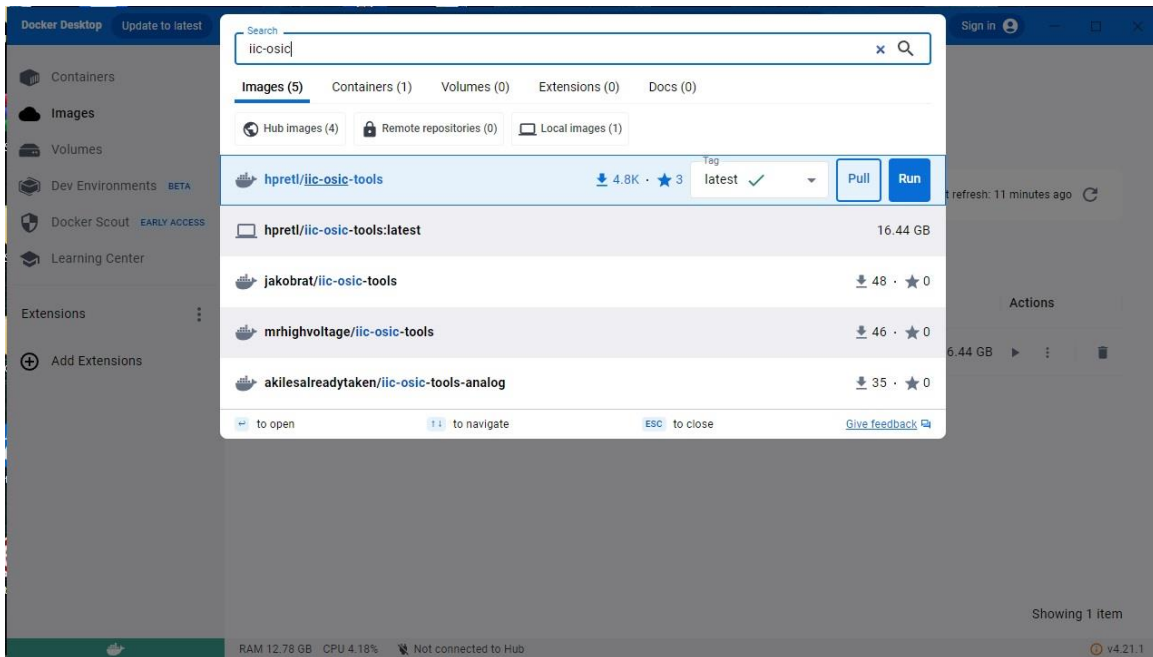 Docker Desktop Update to latest
Sign in
Search
iic-osic
Images (5) Containers (1) Volumes (0) Extensions (0) Docs (0)
Hub images (4) Remote repositories (0) Local images (1)
hpretl/iic-osic-tools 4.8K · 3 Tag latest Pull Run
hpretl/iic-osic-tools:latest 16.44 GB
jakobrat/iic-osic-tools 48 · 0
mrhighvoltage/iic-osic-tools 46 · 0
akilesalreadytaken/iic-osic-tools-analog 35 · 0
to open to navigate ESC to close Give feedback
Containers
Images
Volumes
Dev Environments BETA
Docker Scout EARLY ACCESS
Learning Center
Extensions
Add Extensions
refresh: 11 minutes ago
Actions
6.44 GB
Showing 1 item
RAM 12.78 GB CPU 4.18% Not connected to Hub v4.21.1